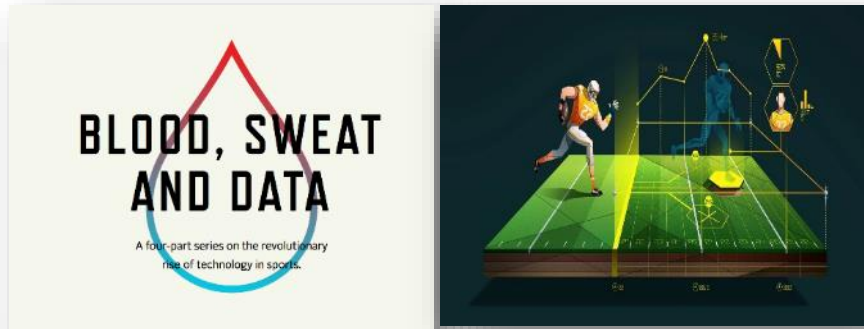 BLOOD, SWEAT
AND DATA
A four-part series on the revolutionary
rise of technology in sports.